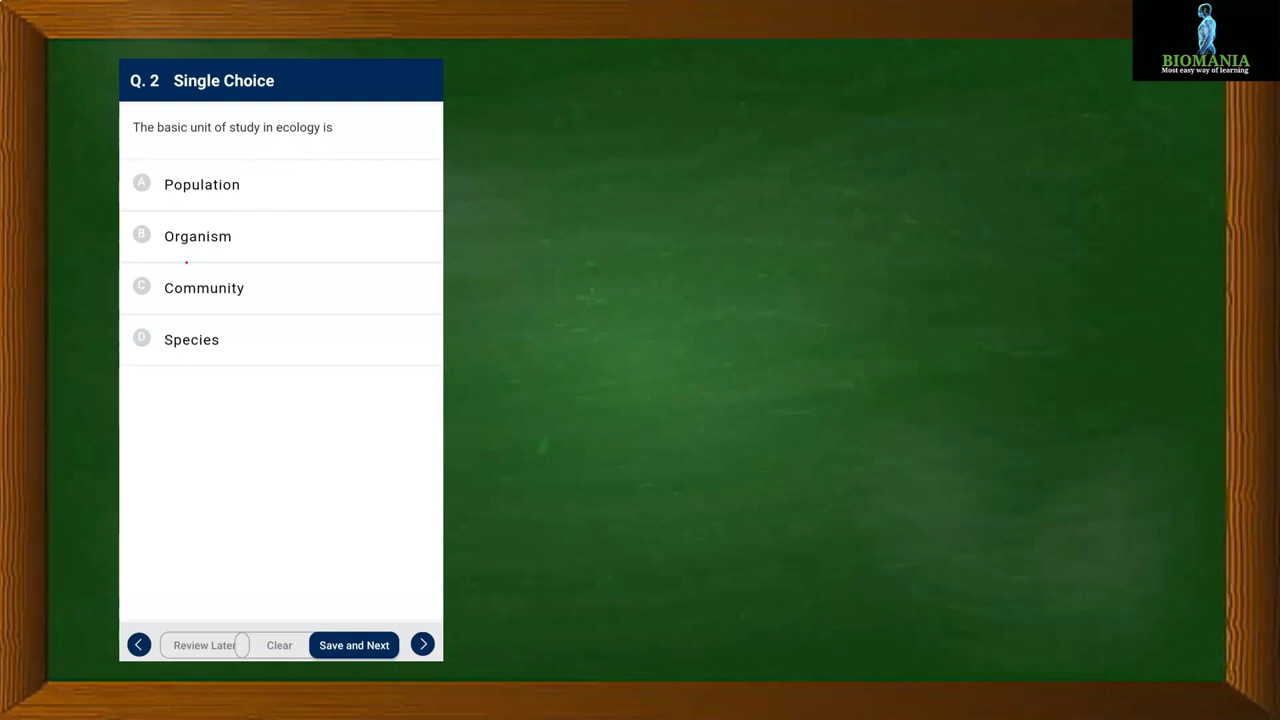 BIOMANIA
Most easy way of learning
Q. 2 Single Choice
The basic unit of study in ecology is
A Population
B Organism
C Community
D Species
Review Later
Clear
Save and Next